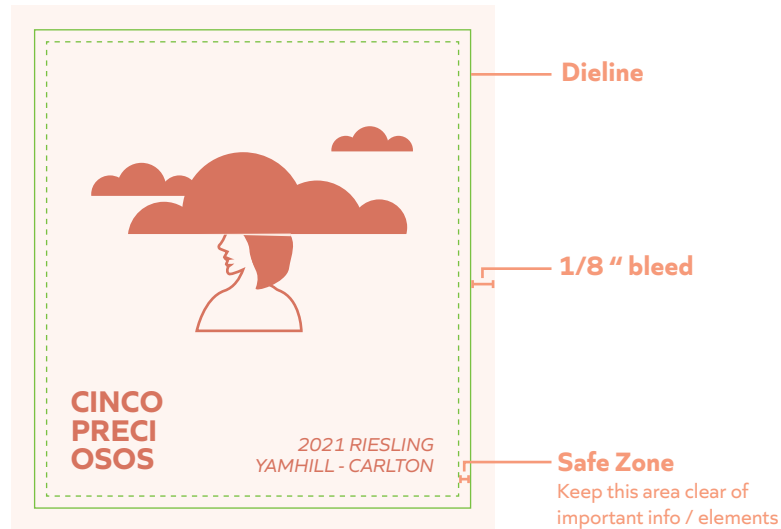 Dieline
1/8 “ bleed
CINCO
PRECI
OSOS
2021 RIESLING
YAMHILL - CARLTON
Safe Zone
Keep this area clear of
important info / elements